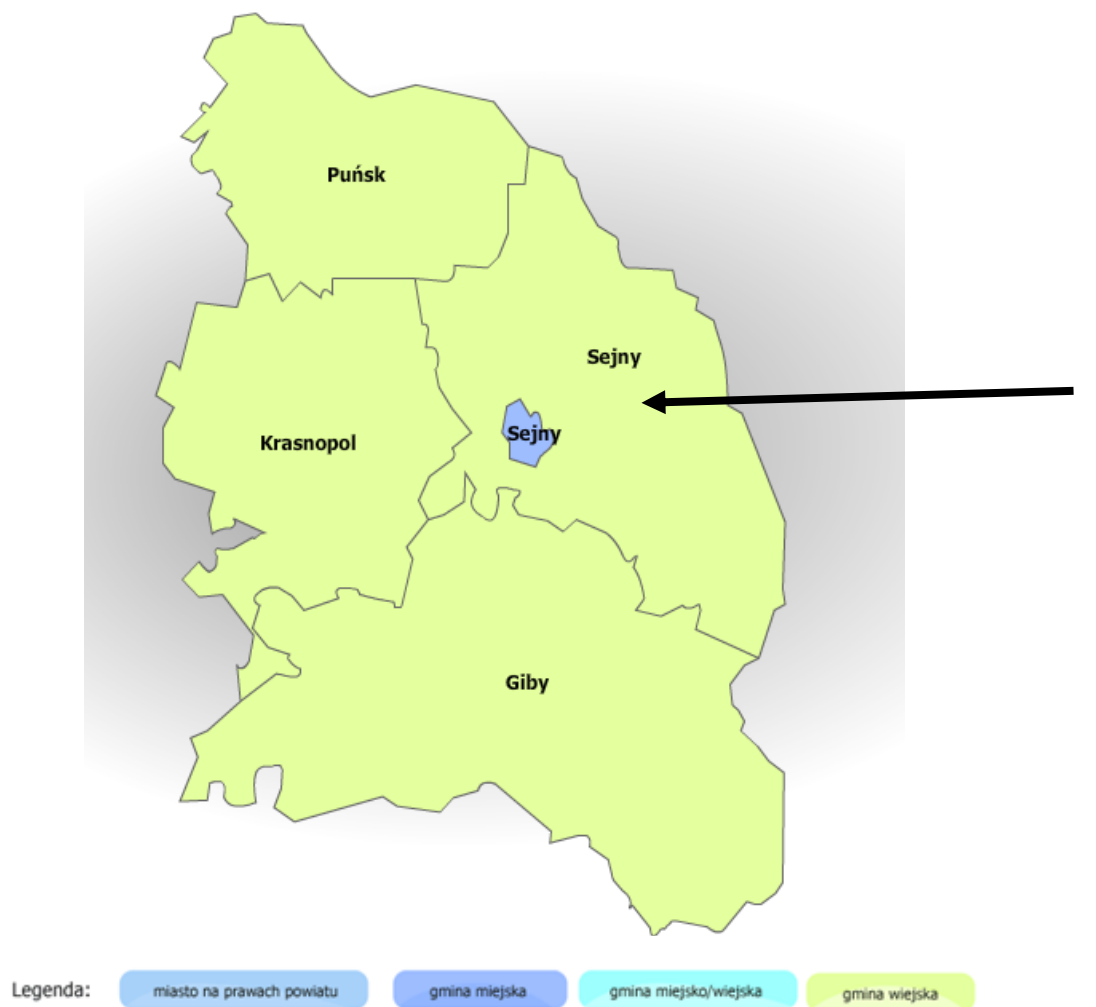 Puńsk
Sejny
Sejny
Krasnopol
Giby
Legenda:
miasto na prawach powiatu
gmina miejska
gmina miejsko/wiejska
gmina wiejska